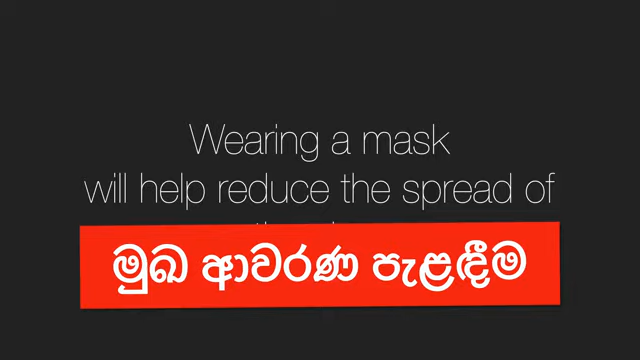 Wearing a mask
will help reduce the spread of
මුඛ ආවරණ පැළඳීම